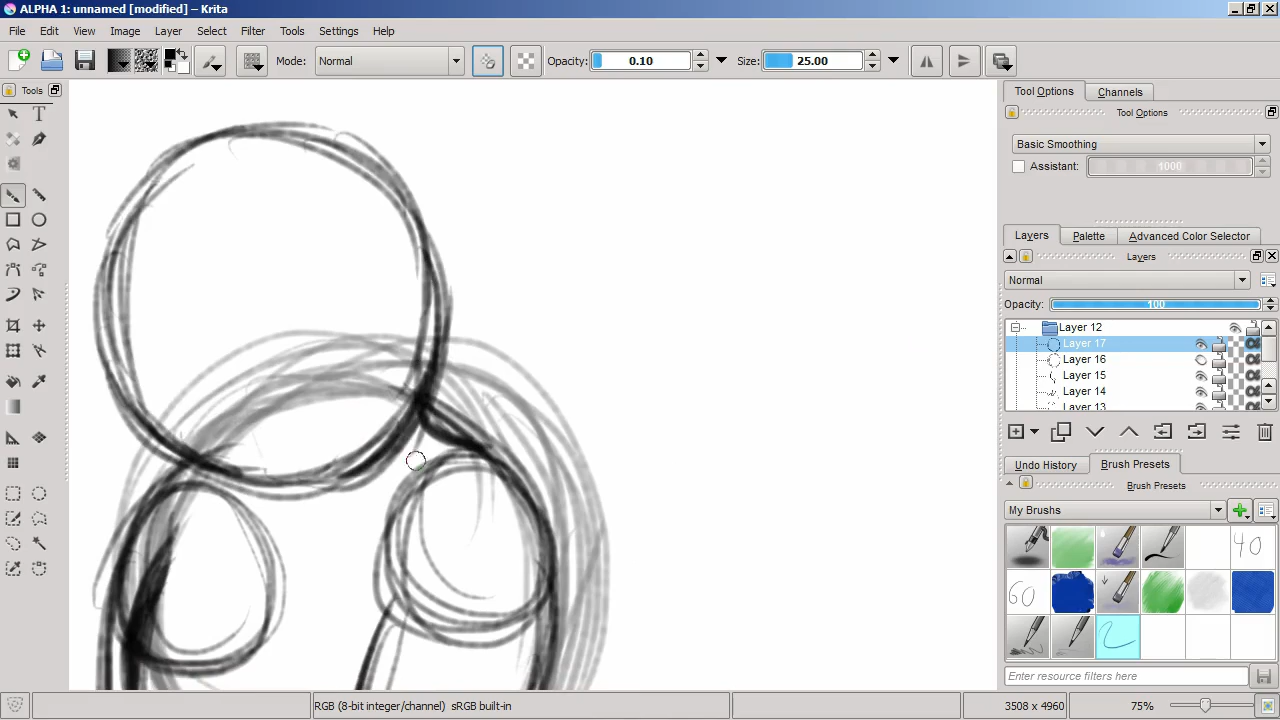 ALPHA 1: unnamed [modified] - Krita
File Edit View Image Layer Select Filter Tools Settings Help
Mode: Normal Opacity: 0.10 Size: 25.00
Tools
Tool Options Channels
Tool Options
Basic Smoothing
Assistant: 1000
Layers Palette Advanced Color Selector
Layers
Normal
Opacity: 100
Layer 12
Layer 17
Layer 16
Layer 15
Layer 14
Layer 13
Undo History Brush Presets
Brush Presets
My Brushes
40
60
Enter resource filters here
RGB (8-bit integer/channel) sRGB built-in 3508 x 4960 75%